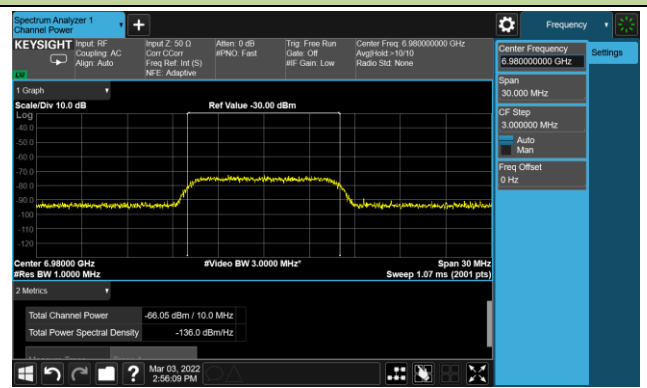 Spectrum Analyzer 1
Channel Power
+
Frequency
KEYSIGHT
Input: RF
Coupling: AC
Align: Auto
Input Z: 50 Ω
Corr CCorr
Freq Ref: Int (S)
NFE: Adaptive
Atten: 0 dB
#PNO: Fast
Trig: Free Run
Gate: Off
#IF Gain: Low
Center Freq: 6.980000000 GHz
Avg|Hold:>10/10
Radio Std: None
Center Frequency
6.980000000 GHz
Settings
Span
30.000 MHz
CF Step
3.000000 MHz
Auto
Man
Freq Offset
0 Hz
1 Graph
Scale/Div 10.0 dB
Ref Value -30.00 dBm
Log
-40.0
-50.0
-60.0
-70.0
-80.0
-90.0
-100
-110
-120
Center 6.98000 GHz
#Video BW 3.0000 MHz*
Span 30 MHz
#Res BW 1.0000 MHz
Sweep 1.07 ms (2001 pts)
2 Metrics
Total Channel Power
-66.05 dBm / 10.0 MHz
Total Power Spectral Density
-136.0 dBm/Hz
?
Mar 03, 2022
2:56:09 PM